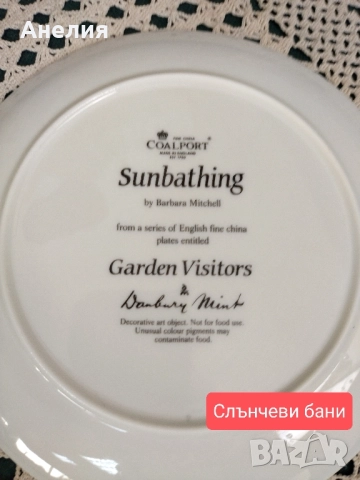 Анелия
FINE CHINA
COALPORT
MADE IN ENGLAND
EST. 1750
Sunbathing
by Barbara Mitchell
from a series of English fine china
plates entitled
Garden Visitors
Danbury Mint
Decorative art object. Not for food use.
Unusual colour pigments may
contaminate food.
Слънчеви бани
BAZAR